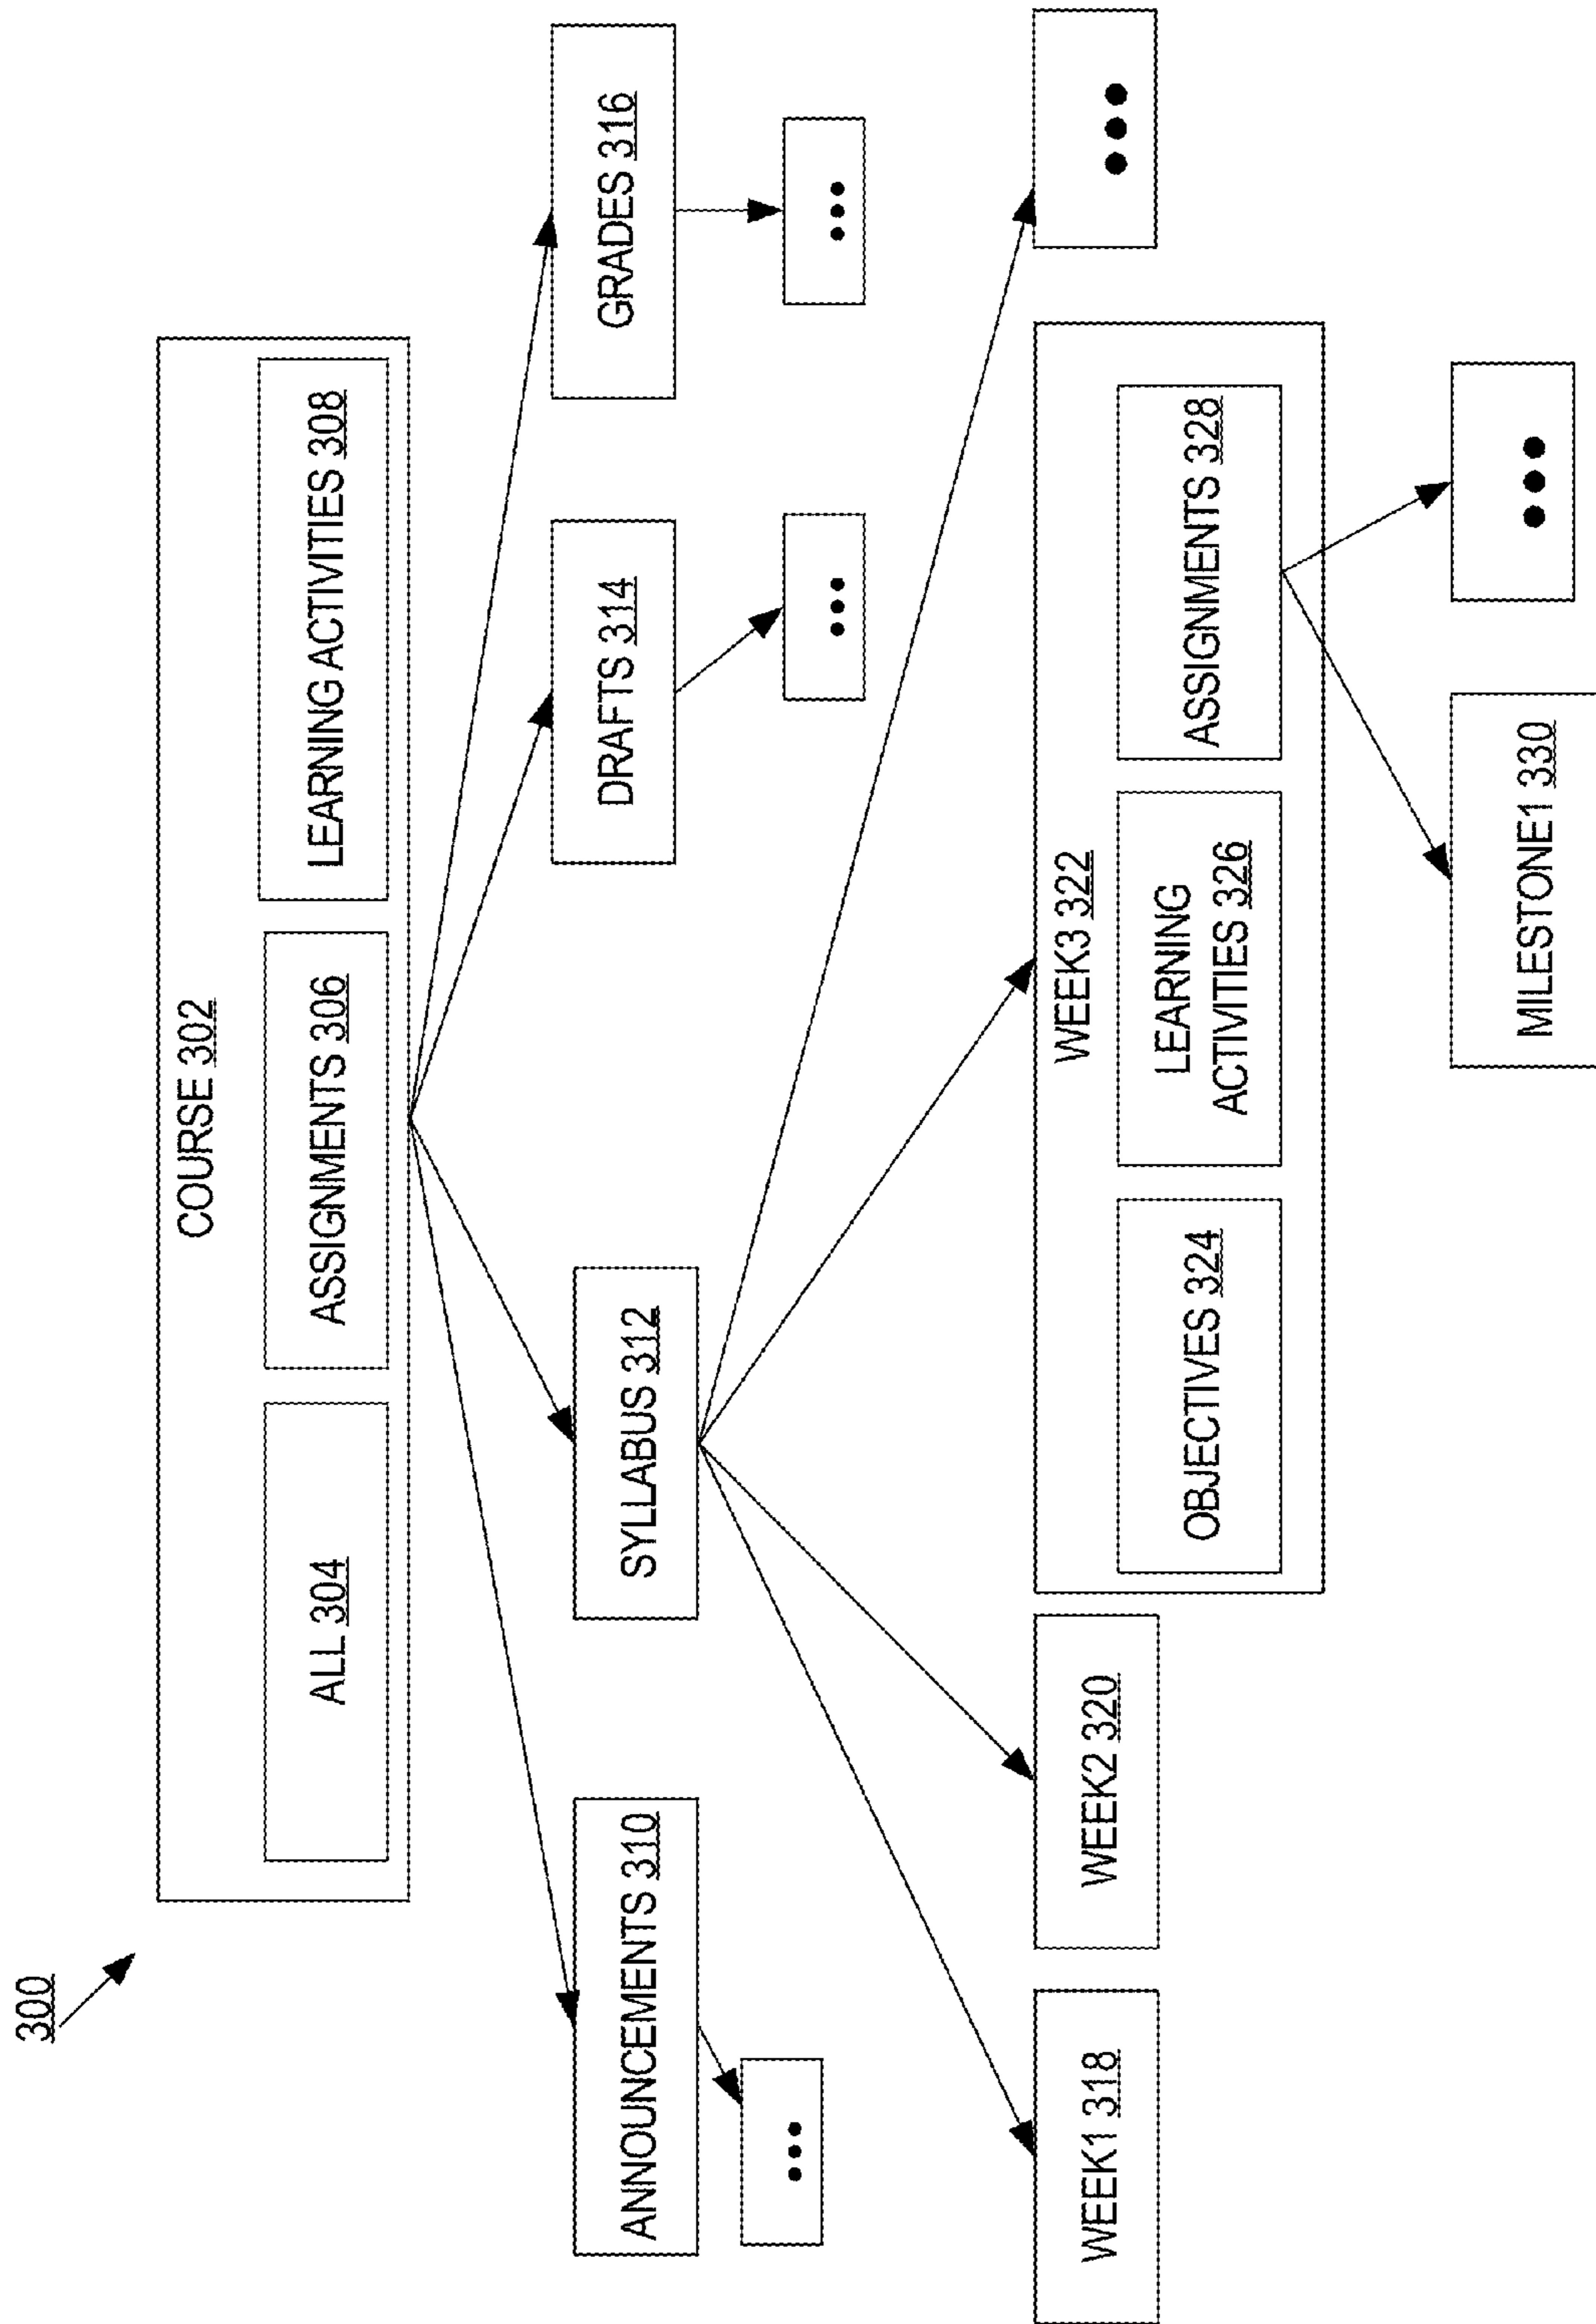 300
COURSE 302
ALL 304
ASSIGNMENTS 306
LEARNING ACTIVITIES 308
ANNOUNCEMENTS 310
SYLLABUS 312
DRAFTS 314
GRADES 316
WEEK1 318
WEEK2 320
WEEK3 322
OBJECTIVES 324
LEARNING
ACTIVITIES 326
ASSIGNMENTS 328
MILESTONE1 330